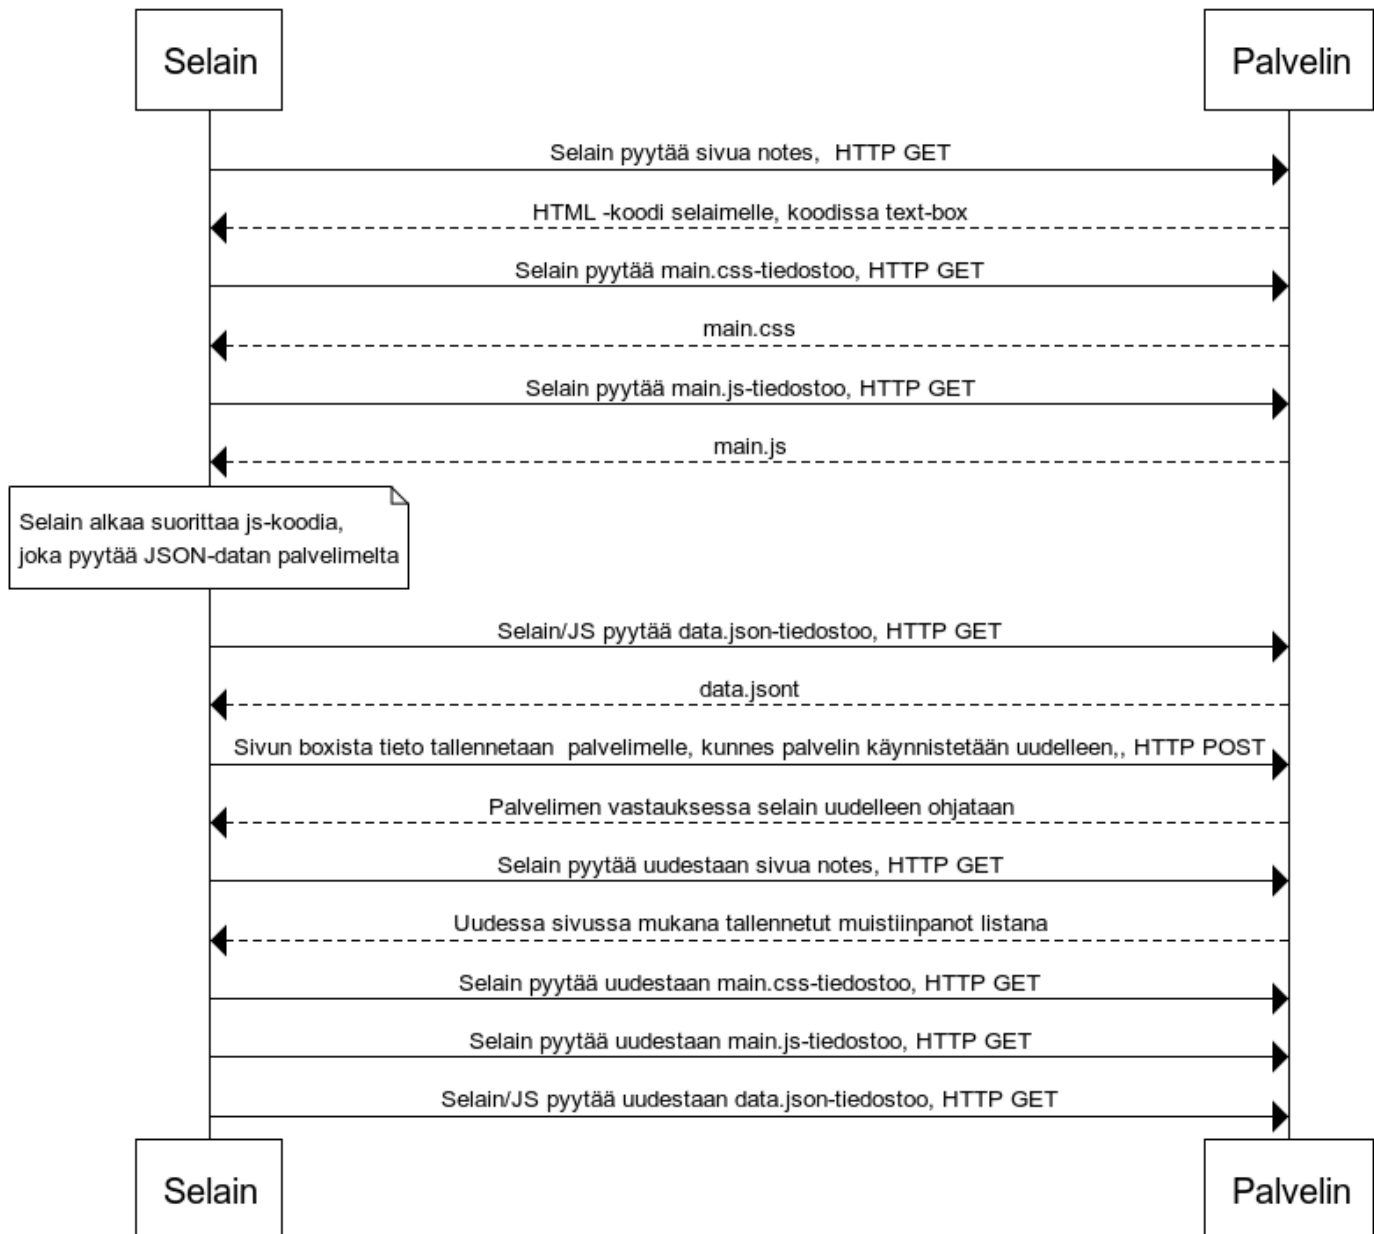 Selain Palvelin
Selain pyytää sivua notes,  HTTP GET
HTML -koodi selaimelle, koodissa text-box
Selain pyytää main.css-tiedostoo, HTTP GET
main.css
Selain pyytää main.js-tiedostoo, HTTP GET
main.js
Selain alkaa suorittaa js-koodia,
joka pyytää JSON-datan palvelimelta
Selain/JS pyytää data.json-tiedostoo, HTTP GET
data.jsont
Sivun boxista tieto tallennetaan  palvelimelle, kunnes palvelin käynnistetään uudelleen,, HTTP POST
Palvelimen vastauksessa selain uudelleen ohjataan
Selain pyytää uudestaan sivua notes, HTTP GET
Uudessa sivussa mukana tallennetut muistiinpanot listana
Selain pyytää uudestaan main.css-tiedostoo, HTTP GET
Selain pyytää uudestaan main.js-tiedostoo, HTTP GET
Selain/JS pyytää uudestaan data.json-tiedostoo, HTTP GET
Selain Palvelin